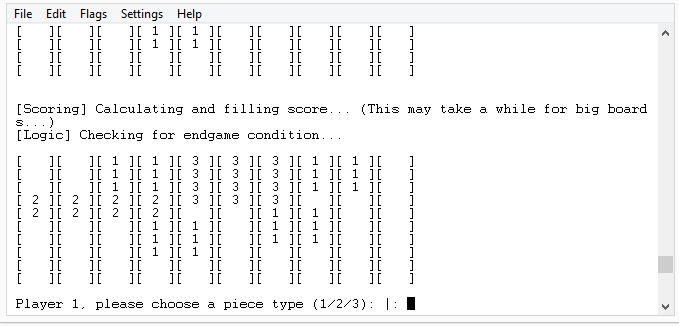 File Edit Flags Settings Help
[   ][   ][   ][ 1 ][ 1 ][   ][   ][   ][   ][   ]
[   ][   ][   ][ 1 ][ 1 ][   ][   ][   ][   ][   ]
[   ][   ][   ][   ][   ][   ][   ][   ][   ][   ]
[   ][   ][   ][   ][   ][   ][   ][   ][   ][   ]
[Scoring] Calculating and filling score... (This may take a while for big board
s...)
[Logic] Checking for endgame condition...
[   ][   ][ 1 ][ 1 ][ 3 ][ 3 ][ 3 ][ 1 ][ 1 ][   ]
[   ][   ][ 1 ][ 1 ][ 3 ][ 3 ][ 3 ][ 1 ][ 1 ][   ]
[   ][   ][ 1 ][ 1 ][ 3 ][ 3 ][ 3 ][ 1 ][ 1 ][   ]
[ 2 ][ 2 ][ 2 ][ 2 ][ 3 ][ 3 ][ 3 ][   ][   ][   ]
[ 2 ][ 2 ][ 2 ][ 2 ][   ][   ][ 1 ][ 1 ][   ][   ]
[   ][   ][   ][ 1 ][ 1 ][   ][ 1 ][ 1 ][   ][   ]
[   ][   ][   ][ 1 ][ 1 ][   ][ 1 ][ 1 ][   ][   ]
[   ][   ][   ][ 1 ][ 1 ][   ][   ][   ][   ][   ]
[   ][   ][   ][   ][   ][   ][   ][   ][   ][   ]
[   ][   ][   ][   ][   ][   ][   ][   ][   ][   ]
Player 1, please choose a piece type (1/2/3): |: